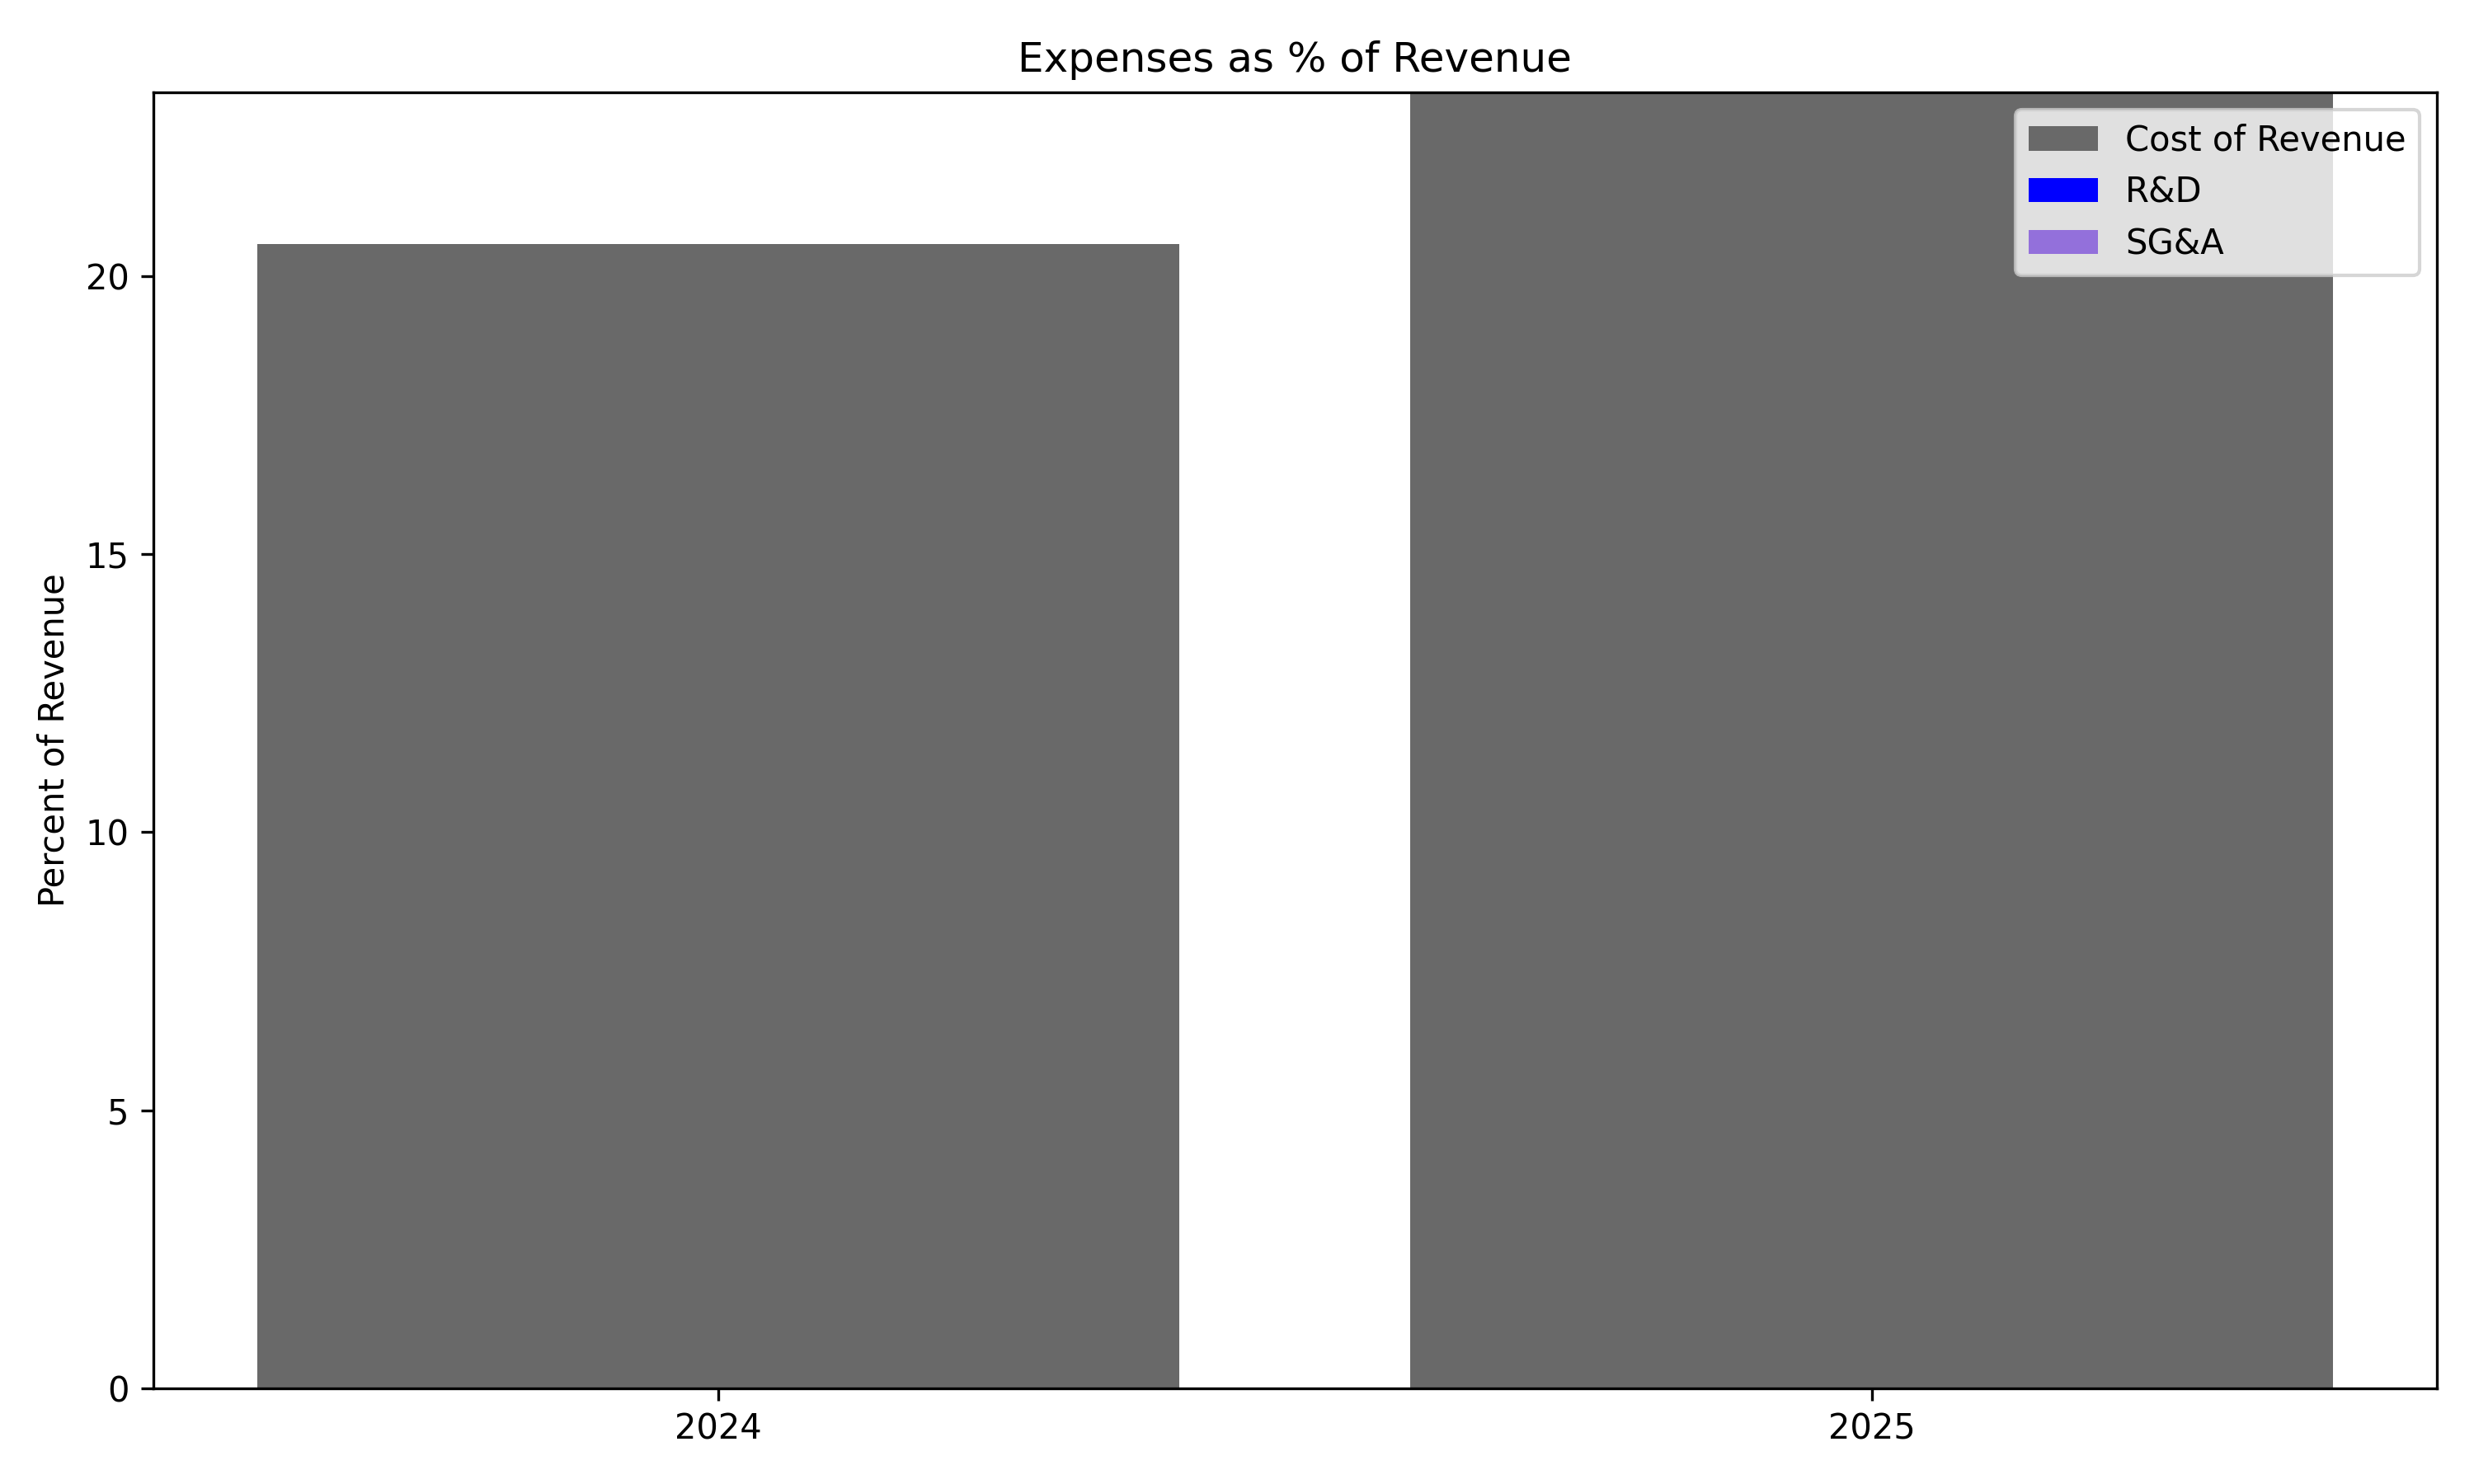 Expenses as % of Revenue
Cost of Revenue
R&D
SG&A
Percent of Revenue
20
15
10
5
0
2024
2025